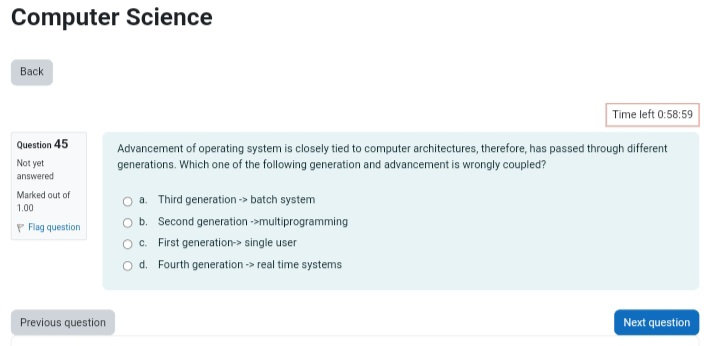 Computer Science
Back
Time left 0:58:59
Question 45
Not yet
answered
Marked out of
1.00
Flag question
Advancement of operating system is closely tied to computer architectures, therefore, has passed through different
generations. Which one of the following generation and advancement is wrongly coupled?
a. Third generation -> batch system
b. Second generation ->multiprogramming
c. First generation-> single user
d. Fourth generation -> real time systems
Previous question
Next question